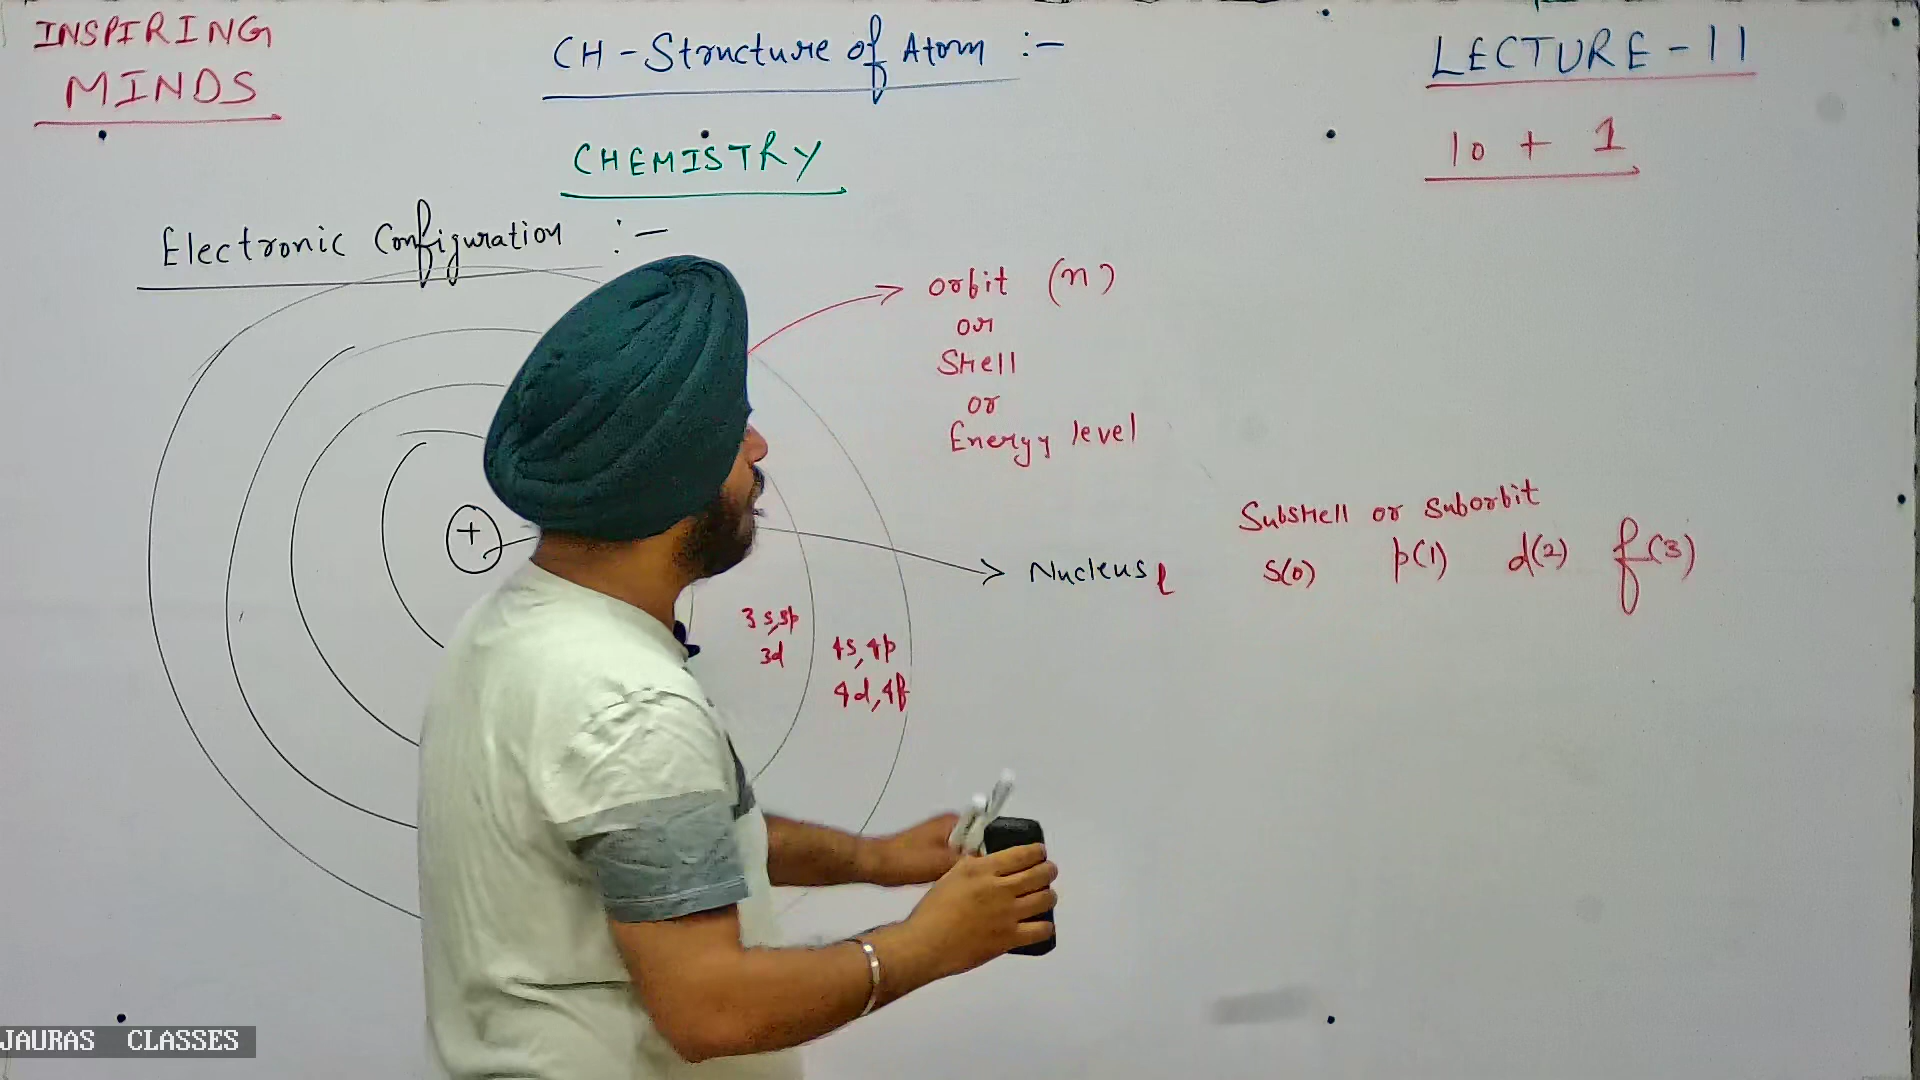 INSPIRING
MINDS
CH - Structure of Atom :-
CHEMISTRY
LECTURE - 11
10 + 1
Electronic Configuration :-
Orbit (n)
or
Shell
or
Energy level
Nucleus
+
Subshell or Suborbit
l s(0) p(1) d(2) f(3)
3s,3p
3d
4s,4p
4d,4f
JAURAS CLASSES